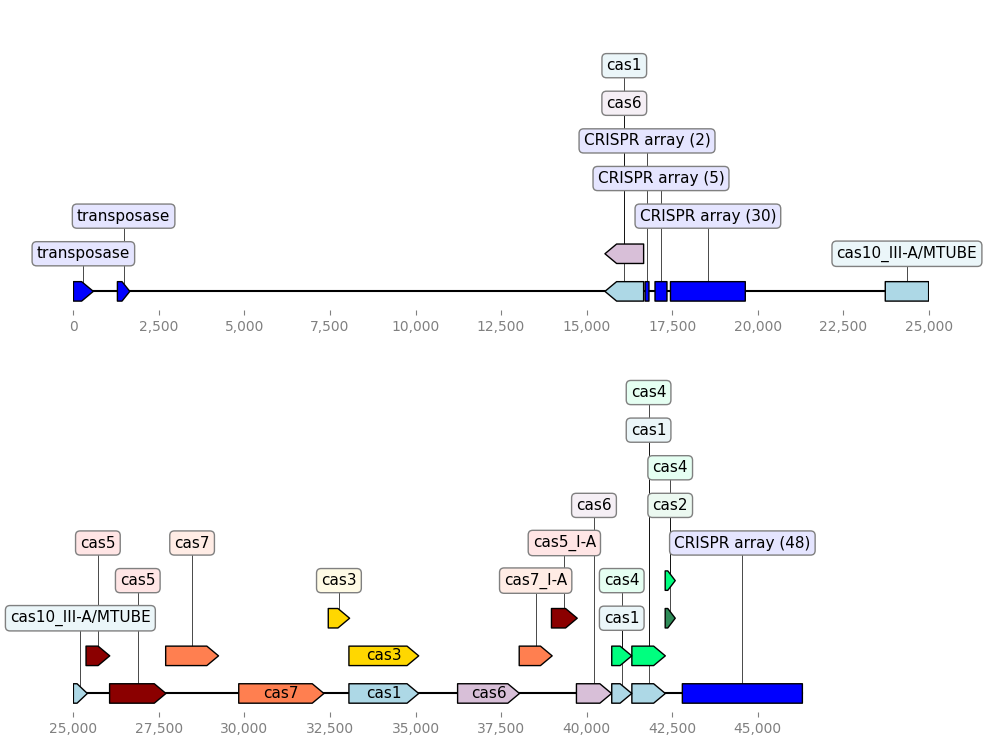 cas1
cas6
CRISPR array (2)
CRISPR array (5)
transposase CRISPR array (30)
transposase cas10_III-A/MTUBE
0 2,500 5,000 7,500 10,000 12,500 15,000 17,500 20,000 22,500 25,000
cas4
cas1
cas4
cas6 cas2
cas5 cas7 cas5_I-A CRISPR array (48)
cas5 cas3 cas7_I-A cas4
cas10_III-A/MTUBE cas1
cas3
cas7 cas1 cas6
25,000 27,500 30,000 32,500 35,000 37,500 40,000 42,500 45,000